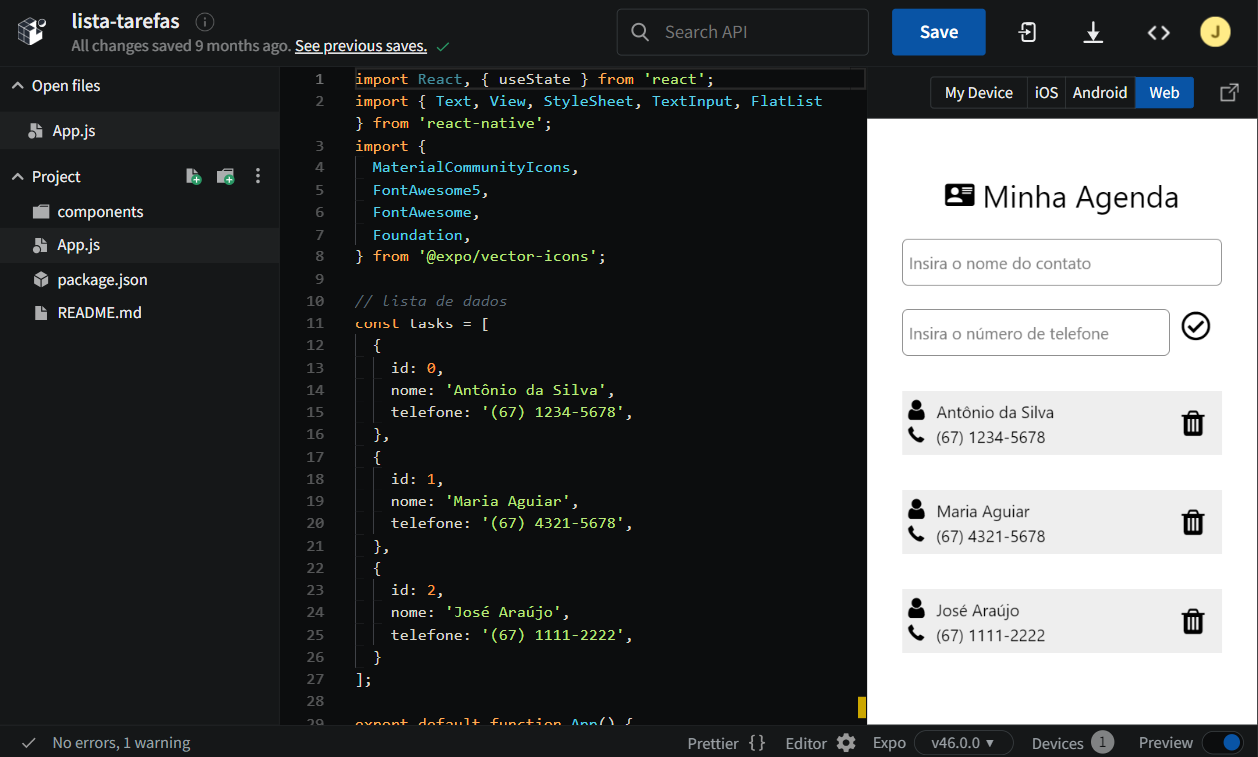 lista-tarefas
All changes saved 9 months ago. See previous saves.
Search API
Save
J
Open files
App.js
Project
components
App.js
package.json
README.md
1 import React, { useState } from 'react';
2 import { Text, View, StyleSheet, TextInput, FlatList
} from 'react-native';
3 import {
4 MaterialCommunityIcons,
5 FontAwesome5,
6 FontAwesome,
7 Foundation,
8 } from '@expo/vector-icons';
9
10 // lista de dados
11 const tasks = [
12 {
13 id: 0,
14 nome: 'Antônio da Silva',
15 telefone: '(67) 1234-5678',
16 },
17 {
18 id: 1,
19 nome: 'Maria Aguiar',
20 telefone: '(67) 4321-5678',
21 },
22 {
23 id: 2,
24 nome: 'José Araújo',
25 telefone: '(67) 1111-2222',
26 }
27 ];
28
29 export default function App() {
My Device iOS Android Web
Minha Agenda
Insira o nome do contato
Insira o número de telefone
Antônio da Silva
(67) 1234-5678
Maria Aguiar
(67) 4321-5678
José Araújo
(67) 1111-2222
No errors, 1 warning
Prettier {} Editor Expo v46.0.0 Devices 1 Preview